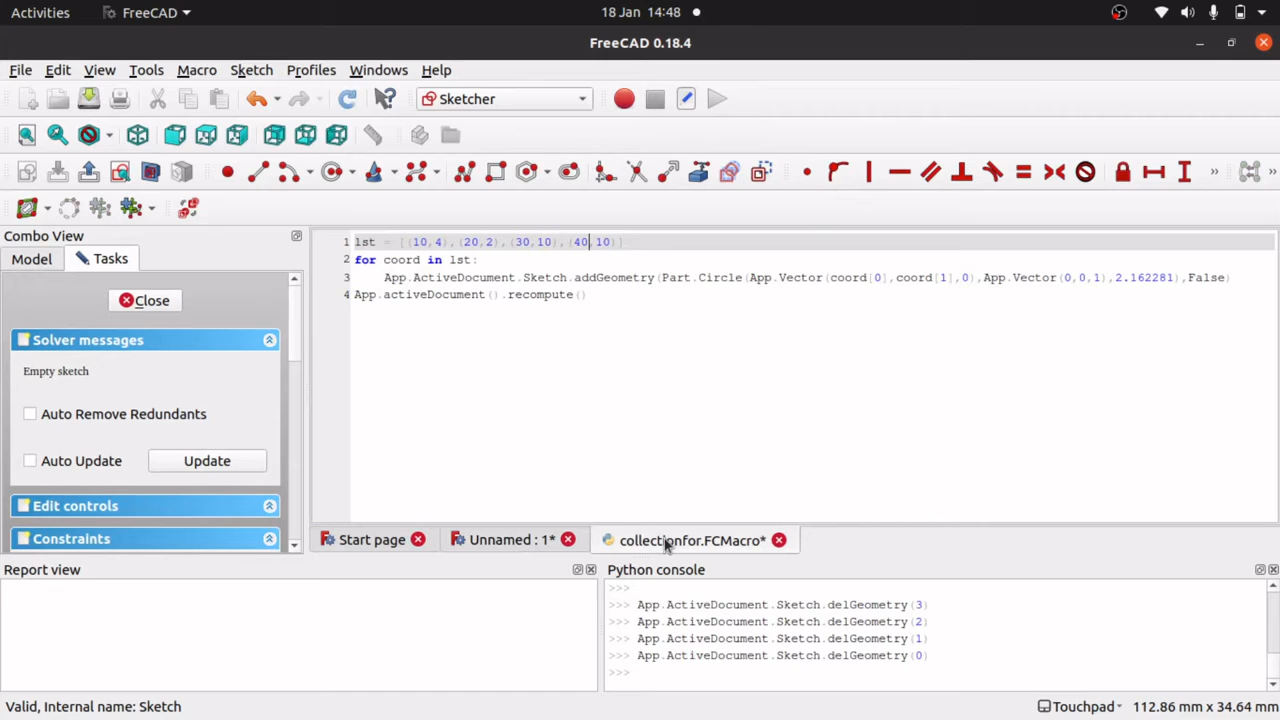 Activities FreeCAD 18 Jan 14:48
FreeCAD 0.18.4
File Edit View Tools Macro Sketch Profiles Windows Help
Sketcher
Combo View
Model Tasks
Close
Solver messages
Empty sketch
Auto Remove Redundants
Auto Update Update
Edit controls
Constraints
1 lst = [(10,4),(20,2),(30,10),(40,10)]
2 for coord in lst:
3 App.ActiveDocument.Sketch.addGeometry(Part.Circle(App.Vector(coord[0],coord[1],0),App.Vector(0,0,1),2.162281),False)
4 App.activeDocument().recompute()
Start page Unnamed : 1* collectionfor.FCMacro*
Report view
Python console
>>>
>>> App.ActiveDocument.Sketch.delGeometry(3)
>>> App.ActiveDocument.Sketch.delGeometry(2)
>>> App.ActiveDocument.Sketch.delGeometry(1)
>>> App.ActiveDocument.Sketch.delGeometry(0)
>>>
Valid, Internal name: Sketch Touchpad 112.86 mm x 34.64 mm